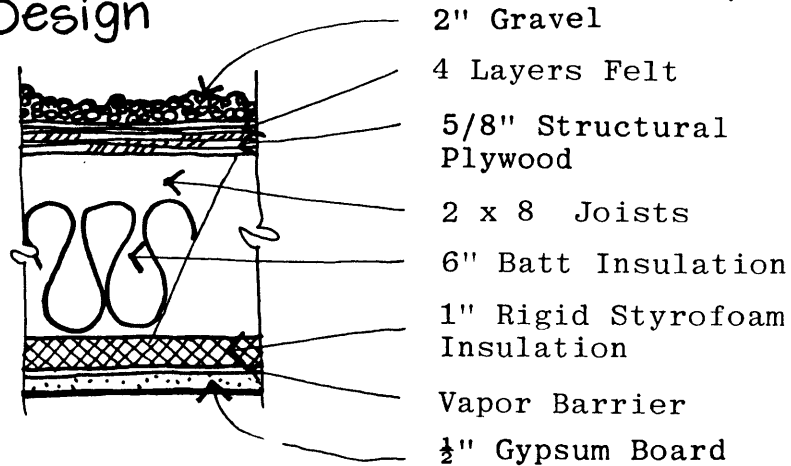 Design
2" Gravel
4 Layers Felt
5/8" Structural
Plywood
2 x 8 Joists
6" Batt Insulation
1" Rigid Styrofoam
Insulation
Vapor Barrier
½" Gypsum Board